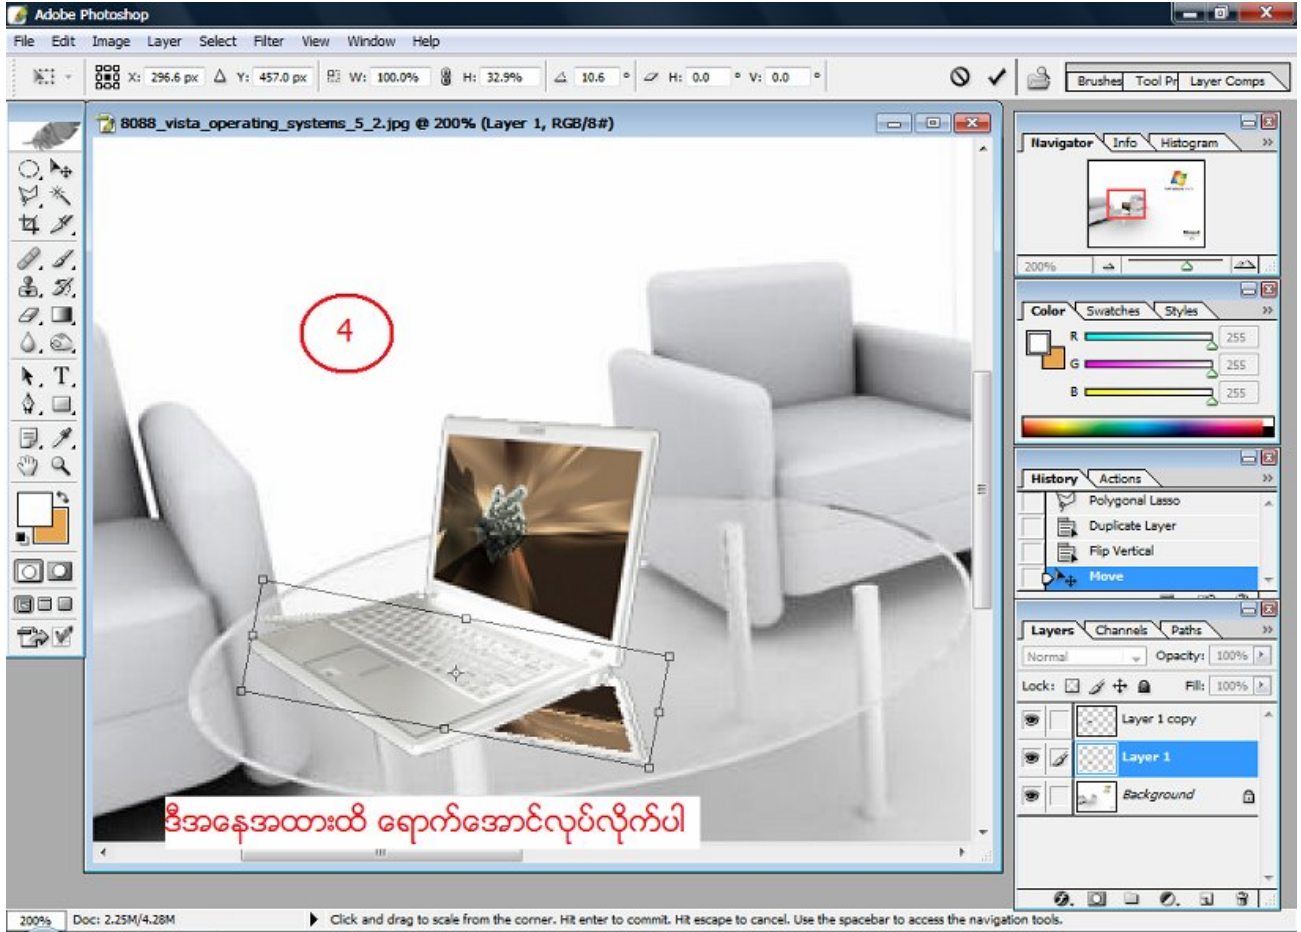 Adobe Photoshop
File Edit Image Layer Select Filter View Window Help
X: 296.6 px Y: 457.0 px W: 100.0% H: 32.9% 10.6 ° H: 0.0 ° V: 0.0 °
Brushes Tool Pr Layer Comps
8088_vista_operating_systems_5_2.jpg @ 200% (Layer 1, RGB/8#)
Navigator Info Histogram
200%
Color Swatches Styles
R 255
G 255
B 255
4
History Actions
Polygonal Lasso
Duplicate Layer
Flip Vertical
Move
Layers Channels Paths
Normal Opacity: 100%
Lock: Fill: 100%
Layer 1 copy
Layer 1
Background
ဒီအနေအထားထိ ရောက်အောင်လုပ်လိုက်ပါ
200% Doc: 2.25M/4.28M Click and drag to scale from the corner. Hit enter to commit. Hit escape to cancel. Use the spacebar to access the navigation tools.